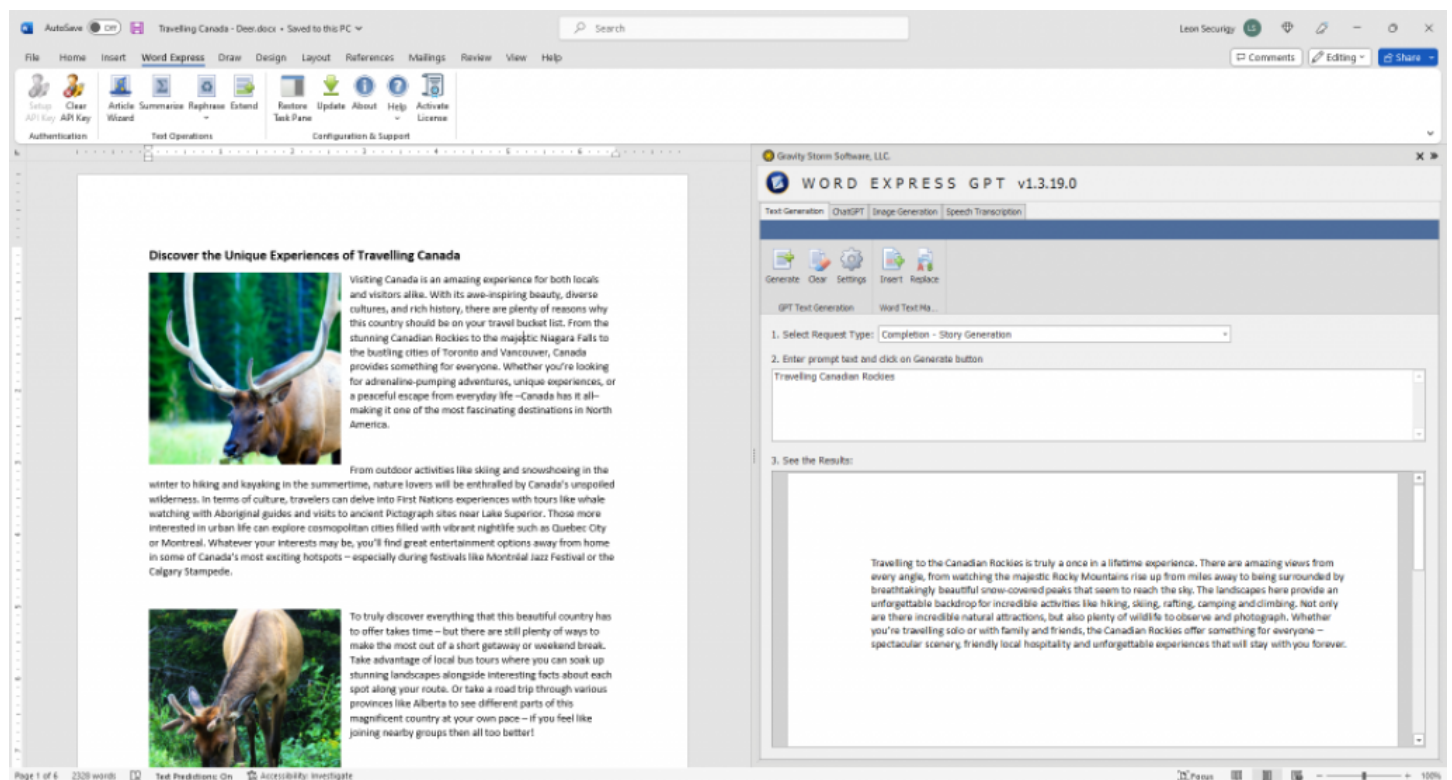 AutoSave Off Travelling Canada - Deer.docx • Saved to this PC Search Leon Securigy LS
File Home Insert Word Express Draw Design Layout References Mailings Review View Help Comments Editing Share
Setup API Key
Clear API Key
Article Wizard
Summarize
Rephrase
Extend
Restore Task Pane
Update
About
Help
Activate License
Authentication Text Operations Configuration & Support
Discover the Unique Experiences of Travelling Canada
Visiting Canada is an amazing experience for both locals
and visitors alike. With its awe-inspiring beauty, diverse
cultures, and rich history, there are plenty of reasons why
this country should be on your travel bucket list. From the
stunning Canadian Rockies to the majestic Niagara Falls to
the bustling cities of Toronto and Vancouver, Canada
provides something for everyone. Whether you're looking
for adrenaline-pumping adventures, unique experiences, or
a peaceful escape from everyday life –Canada has it all–
making it one of the most fascinating destinations in North
America.
From outdoor activities like skiing and snowshoeing in the
winter to hiking and kayaking in the summertime, nature lovers will be enthralled by Canada's unspoiled
wilderness. In terms of culture, travelers can delve into First Nations experiences with tours like whale
watching with Aboriginal guides and visits to ancient Pictograph sites near Lake Superior. Those more
interested in urban life can explore cosmopolitan cities filled with vibrant nightlife such as Quebec City
or Montreal. Whatever your interests may be, you'll find great entertainment options away from home
in some of Canada's most exciting hotspots – especially during festivals like Montréal Jazz Festival or the
Calgary Stampede.
To truly discover everything that this beautiful country has
to offer takes time – but there are still plenty of ways to
make the most out of a short getaway or weekend break.
Take advantage of local bus tours where you can soak up
stunning landscapes alongside interesting facts about each
spot along your route. Or take a road trip through various
provinces like Alberta to see different parts of this
magnificent country at your own pace – if you feel like
joining nearby groups then all too better!
Gravity Storm Software, LLC.
WORD EXPRESS GPT v1.3.19.0
Text Generation ChatGPT Image Generation Speech Transcription
Generate Clear Settings Insert Replace
GPT Text Generation Word Text Ma...
1. Select Request Type: Completion - Story Generation
2. Enter prompt text and click on Generate button
Travelling Canadian Rockies
3. See the Results:
Travelling to the Canadian Rockies is truly a once in a lifetime experience. There are amazing views from
every angle, from watching the majestic Rocky Mountains rise up from miles away to being surrounded by
breathtakingly beautiful snow-covered peaks that seem to reach the sky. The landscapes here provide an
unforgettable backdrop for incredible activities like hiking, skiing, rafting, camping and climbing. Not only
are there incredible natural attractions, but also plenty of wildlife to observe and photograph. Whether
you're travelling solo or with family and friends, the Canadian Rockies offer something for everyone –
spectacular scenery, friendly local hospitality and unforgettable experiences that will stay with you forever.
Page 1 of 6 2328 words Text Predictions: On Accessibility: Investigate Focus 100%